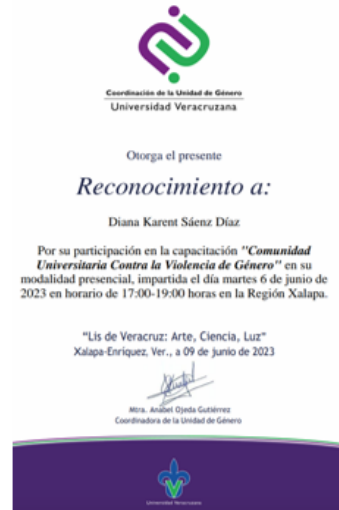 Coordinación de la Unidad de Género
Universidad Veracruzana
Otorga el presente
Reconocimiento a:
Diana Karent Sáenz Díaz
Por su participación en la capacitación "Comunidad
Universitaria Contra la Violencia de Género" en su
modalidad presencial, impartida el día martes 6 de junio de
2023 en horario de 17:00-19:00 horas en la Región Xalapa.
"Lis de Veracruz: Arte, Ciencia, Luz"
Xalapa-Enríquez, Ver., a 09 de junio de 2023
Mtra. Anabel Ojeda Gutiérrez
Coordinadora de la Unidad de Género
Universidad Veracruzana